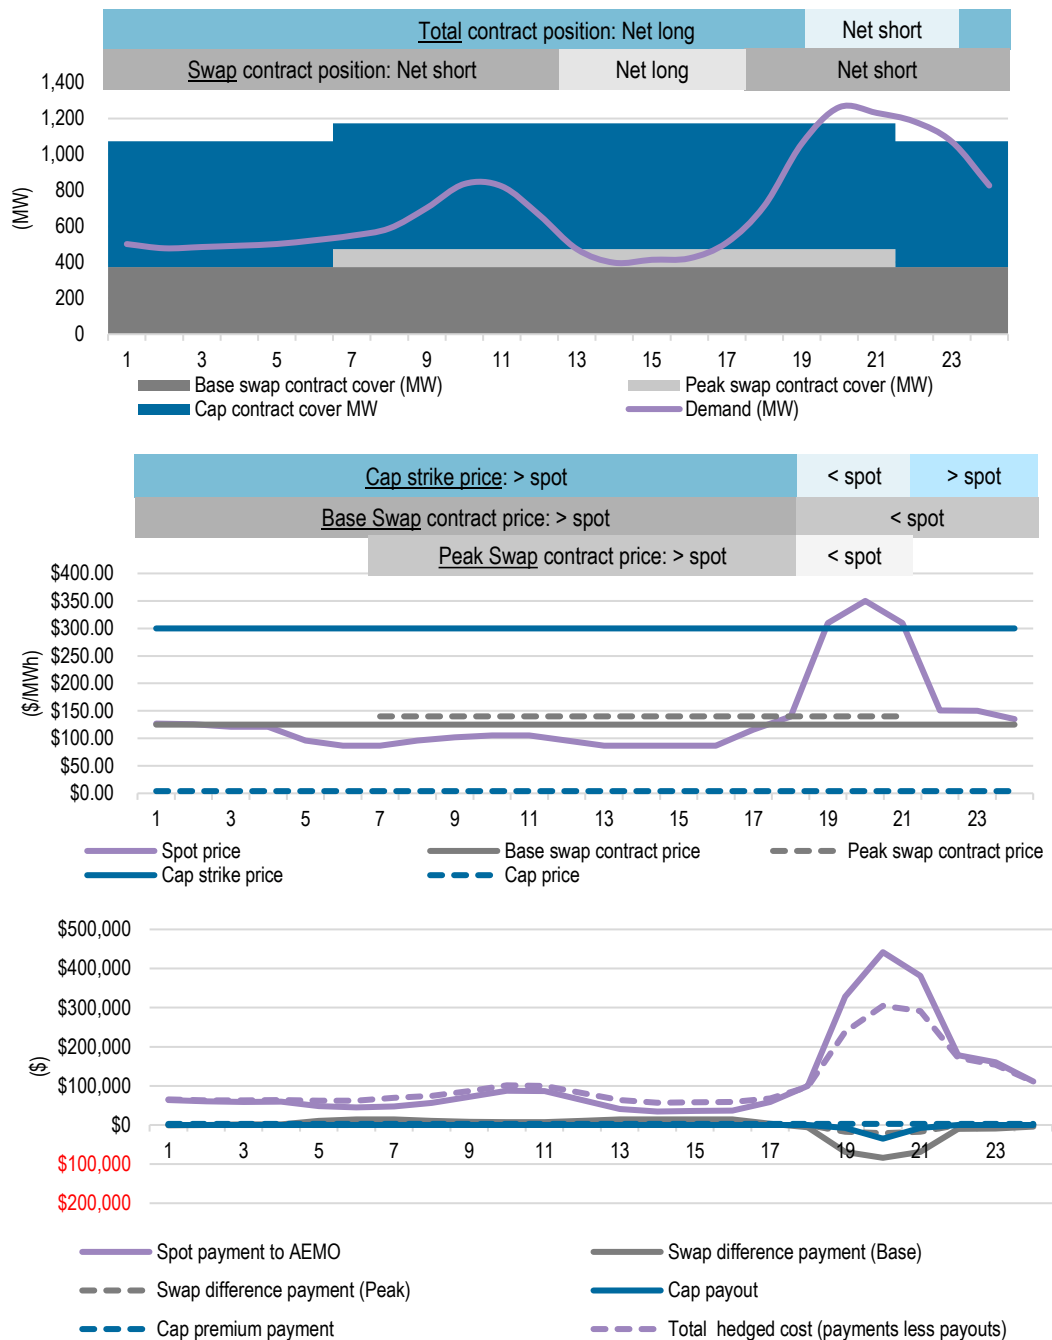 Total contract position: Net long Net short
Swap contract position: Net short Net long Net short
1,400
1,200
1,000
800
600
400
200
0
(MW)
1 3 5 7 9 11 13 15 17 19 21 23
Base swap contract cover (MW) Peak swap contract cover (MW)
Cap contract cover MW Demand (MW)
Cap strike price: > spot < spot > spot
Base Swap contract price: > spot < spot
Peak Swap contract price: > spot < spot
$400.00
$350.00
$300.00
$250.00
$200.00
$150.00
$100.00
$50.00
$0.00
($/MWh)
1 3 5 7 9 11 13 15 17 19 21 23
Spot price Base swap contract price Peak swap contract price
Cap strike price Cap price
$500,000
$400,000
$300,000
$200,000
$100,000
$0
$100,000
$200,000
($)
1 3 5 7 9 11 13 15 17 19 21 23
Spot payment to AEMO Swap difference payment (Base)
Swap difference payment (Peak) Cap payout
Cap premium payment Total hedged cost (payments less payouts)